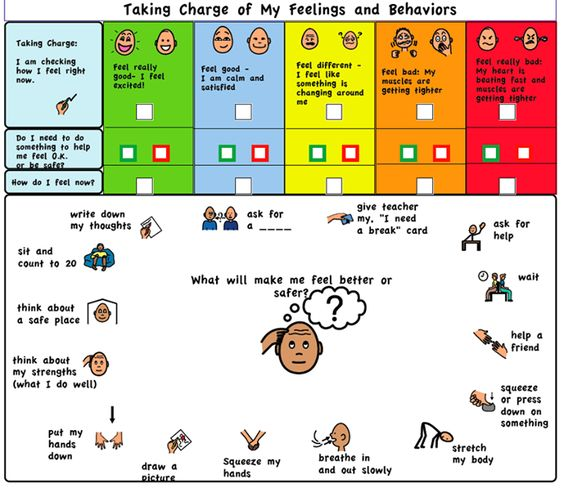 Taking Charge of My Feelings and Behaviors
Taking Charge:
I am checking
how I feel right
now.
Feel really
good- I feel
excited!
Feel good -
I am calm and
satisfied
Feel different -
I feel like
something is
changing around
me
Feel bad: My
muscles are
getting tighter
Feel really bad:
My heart is
beating fast and
muscles are
getting tighter
Do I need to do
something to help
me feel O.K.
or be safe?
How do I feel now?
write down
my thoughts
ask for
a ____
give teacher
my, "I need
a break" card
ask for
help
sit and
count to 20
What will make me feel better or
safer?
?
wait
think about
a safe place
help a
friend
think about
my strengths
(what I do well)
squeeze
or press
down on
something
put my
hands
down
draw a
picture
Squeeze my
hands
breathe in
and out slowly
stretch
my body